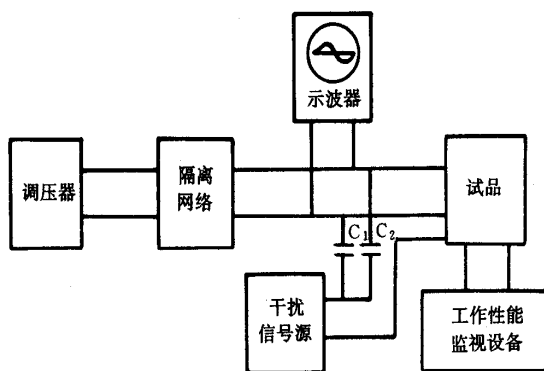 示波器
调压器
隔离
网络
试品
C₁ C₂
干扰
信号源
工作性能
监视设备